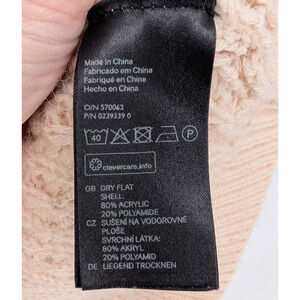 Made in China
Fabricado em China
Fabriqué en Chine
Hecho en China
O/N 570062
P/N 0239339 0
40 P
clevercare.info
GB DRY FLAT
SHELL:
80% ACRYLIC
20% POLYAMIDE
CZ SUŠENÍ NA VODOROVNÉ
PLOŠE
SVRCHNÍ LÁTKA:
80% AKRYL
20% POLYAMID
DE LIEGEND TROCKNEN